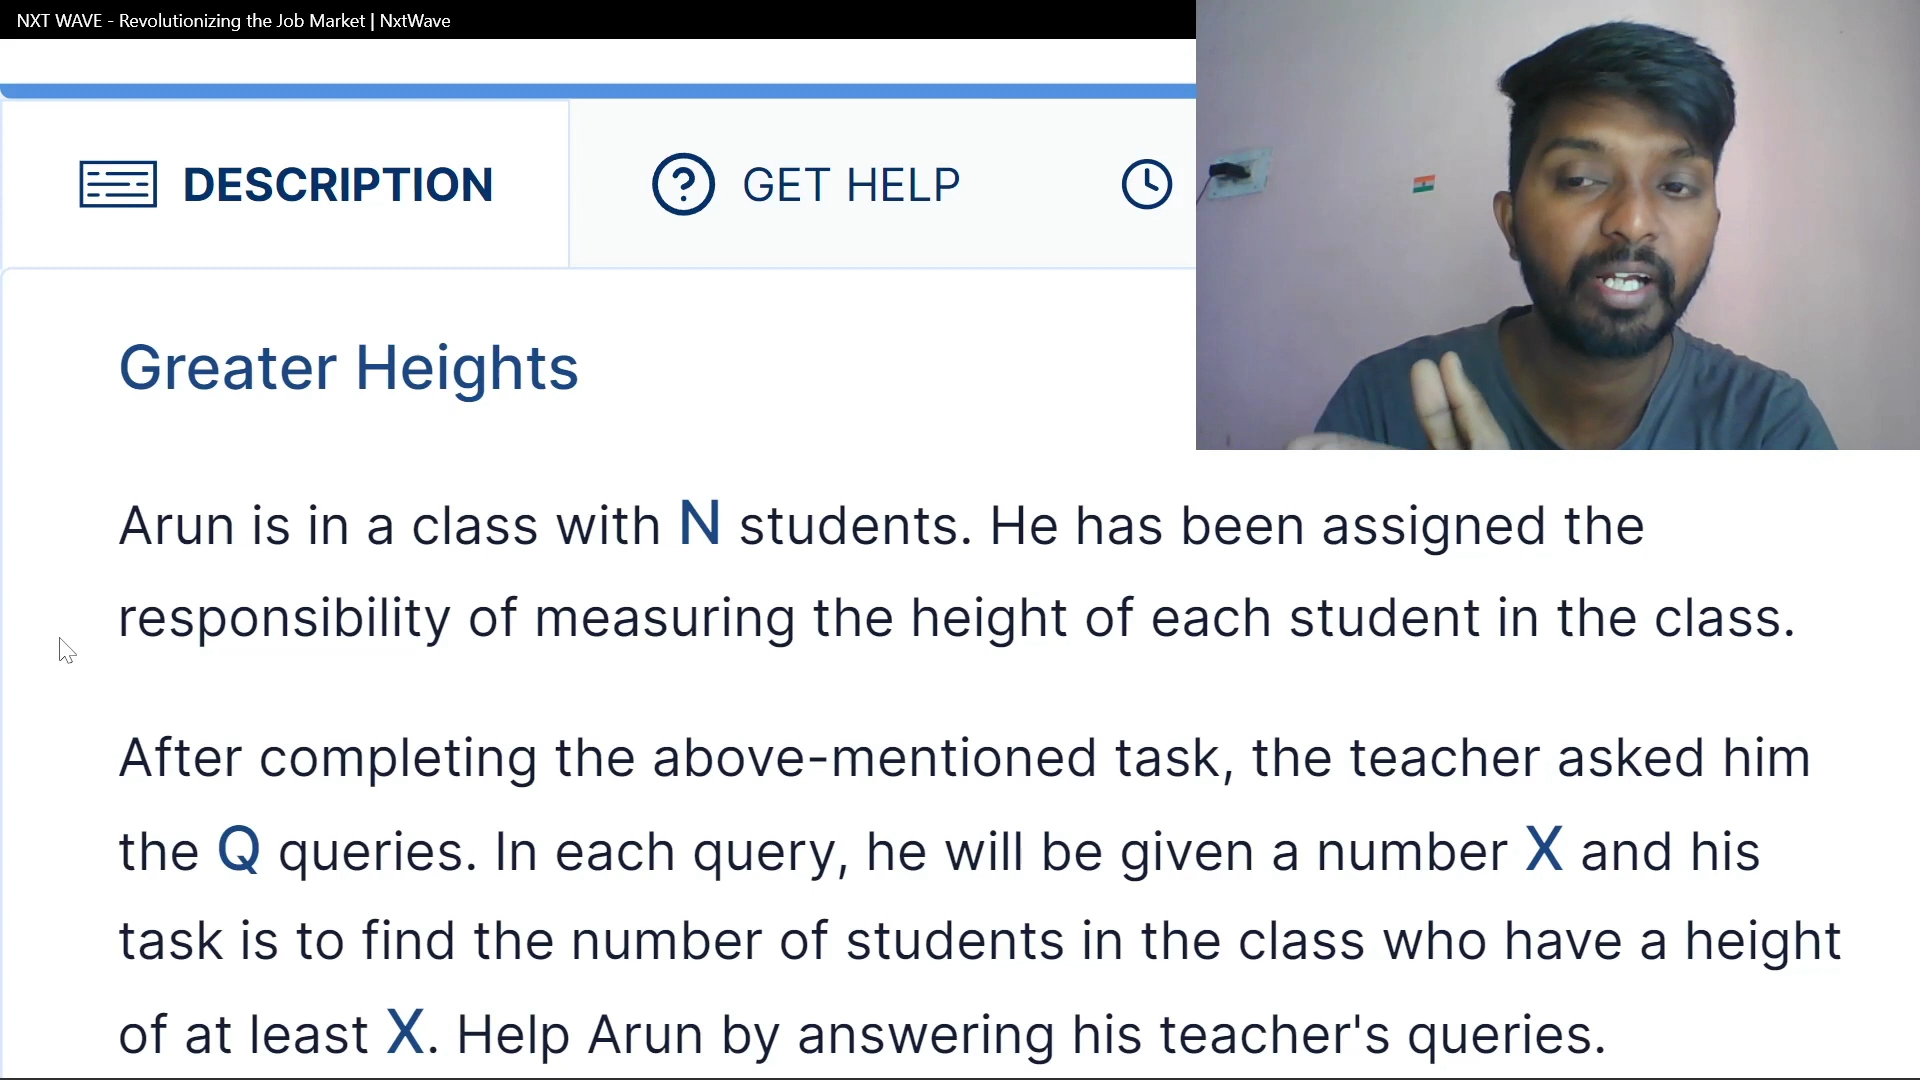 NXT WAVE - Revolutionizing the Job Market | NxtWave
DESCRIPTION
GET HELP
Greater Heights
Arun is in a class with N students. He has been assigned the
responsibility of measuring the height of each student in the class.
After completing the above-mentioned task, the teacher asked him
the Q queries. In each query, he will be given a number X and his
task is to find the number of students in the class who have a height
of at least X. Help Arun by answering his teacher's queries.